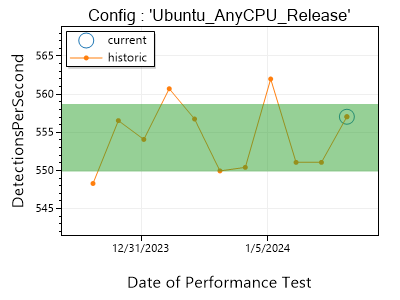 Config : 'Ubuntu_AnyCPU_Release'
current
historic
DetectionsPerSecond
565
560
555
550
545
12/31/2023
1/5/2024
Date of Performance Test